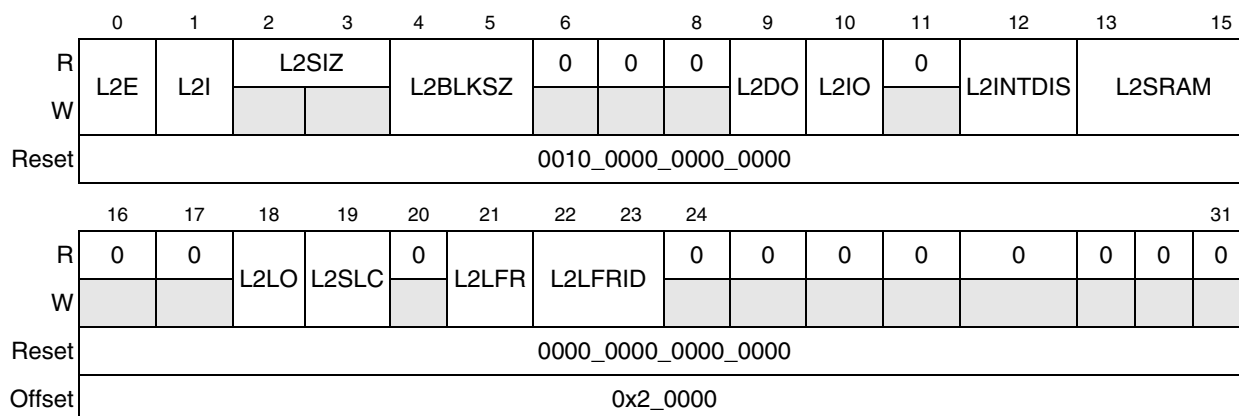 0 1 2 3 4 5 6 8 9 10 11 12 13 15
R L2E L2I L2SIZ L2BLKSZ 0 0 0 L2DO L2IO 0 L2INTDIS L2SRAM
W
Reset 0010_0000_0000_0000
16 17 18 19 20 21 22 23 24 31
R 0 0 L2LO L2SLC 0 L2LFR L2LFRID 0 0 0 0 0 0 0 0
W
Reset 0000_0000_0000_0000
Offset 0x2_0000